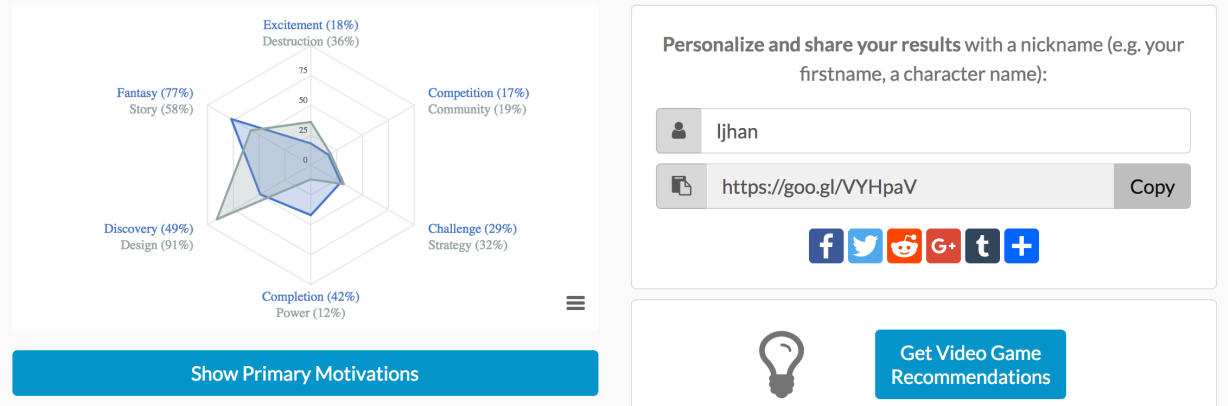 Excitement (18%)
Destruction (36%)
75
50
25
0
Fantasy (77%)
Story (58%)
Competition (17%)
Community (19%)
Discovery (49%)
Design (91%)
Challenge (29%)
Strategy (32%)
Completion (42%)
Power (12%)
Show Primary Motivations
Personalize and share your results with a nickname (e.g. your
firstname, a character name):
ljhan
https://goo.gl/VYHpaV
Copy
f
G+
t
Get Video Game
Recommendations